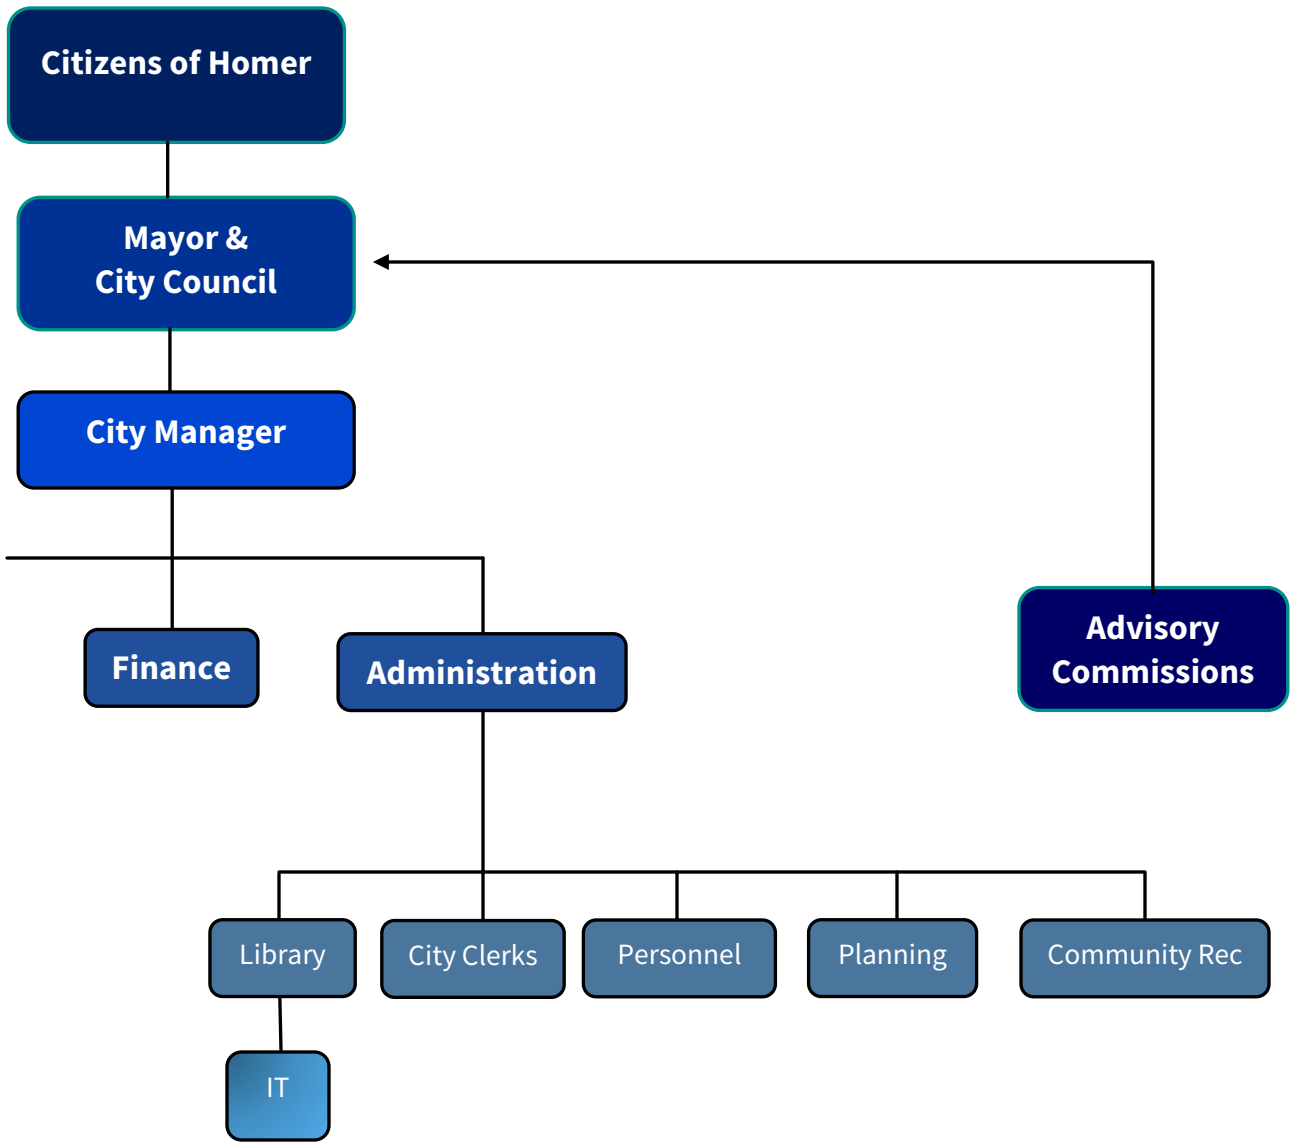 Citizens of Homer
Mayor &
City Council
City Manager
Finance
Administration
Advisory
Commissions
Library
City Clerks
Personnel
Planning
Community Rec
IT